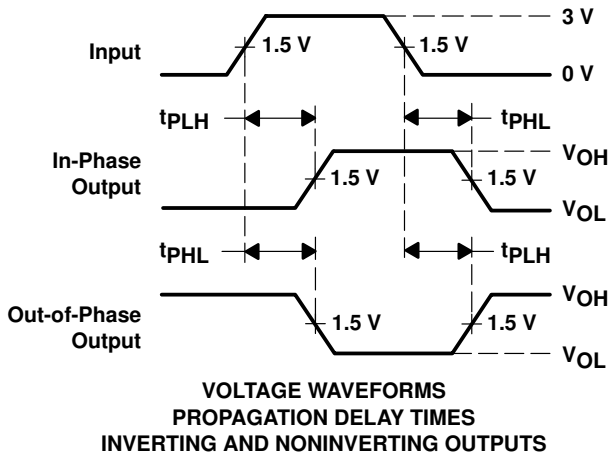 3 V
Input
1.5 V
1.5 V
0 V
tPLH
tPHL
In-Phase
Output
1.5 V
1.5 V
VOH
VOL
tPHL
tPLH
Out-of-Phase
Output
1.5 V
1.5 V
VOH
VOL
VOLTAGE WAVEFORMS
PROPAGATION DELAY TIMES
INVERTING AND NONINVERTING OUTPUTS